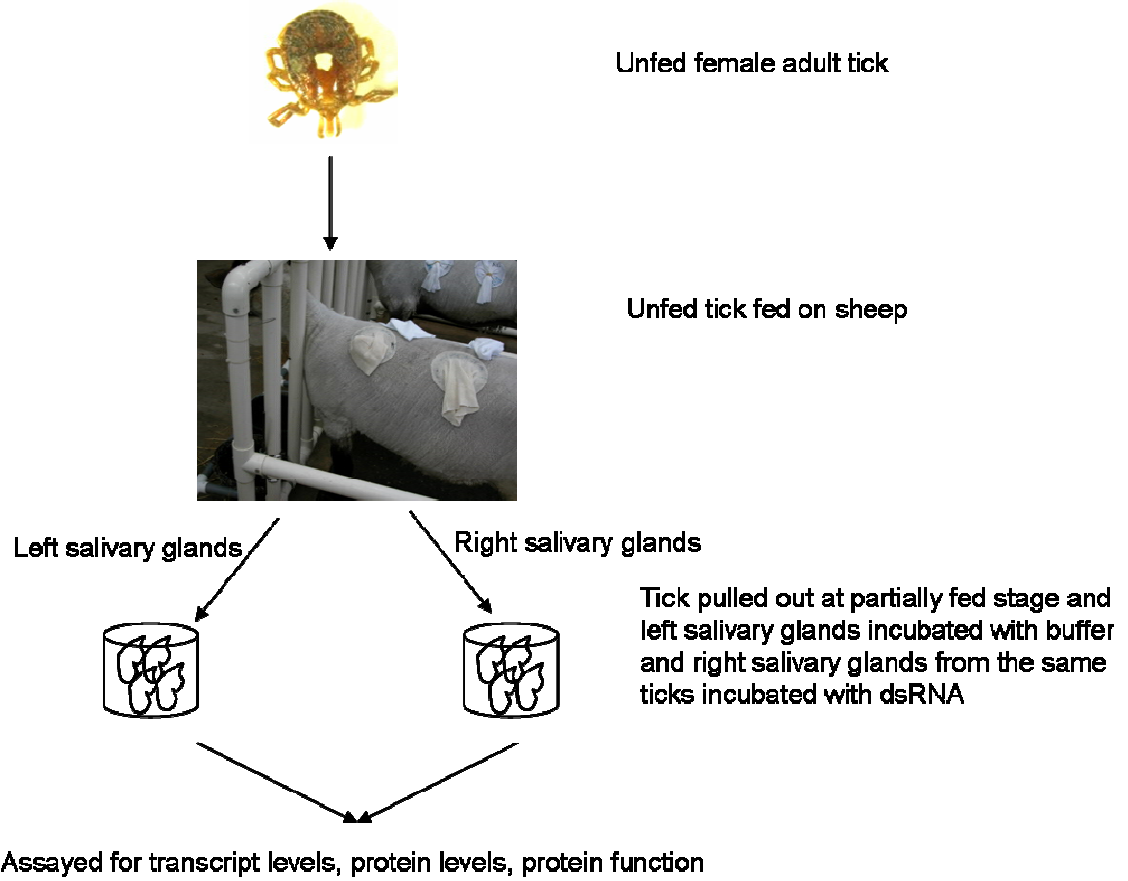 Unfed female adult tick
Unfed tick fed on sheep
Left salivary glands
Right salivary glands
Tick pulled out at partially fed stage and
left salivary glands incubated with buffer
and right salivary glands from the same
ticks incubated with dsRNA
Assayed for transcript levels, protein levels, protein function